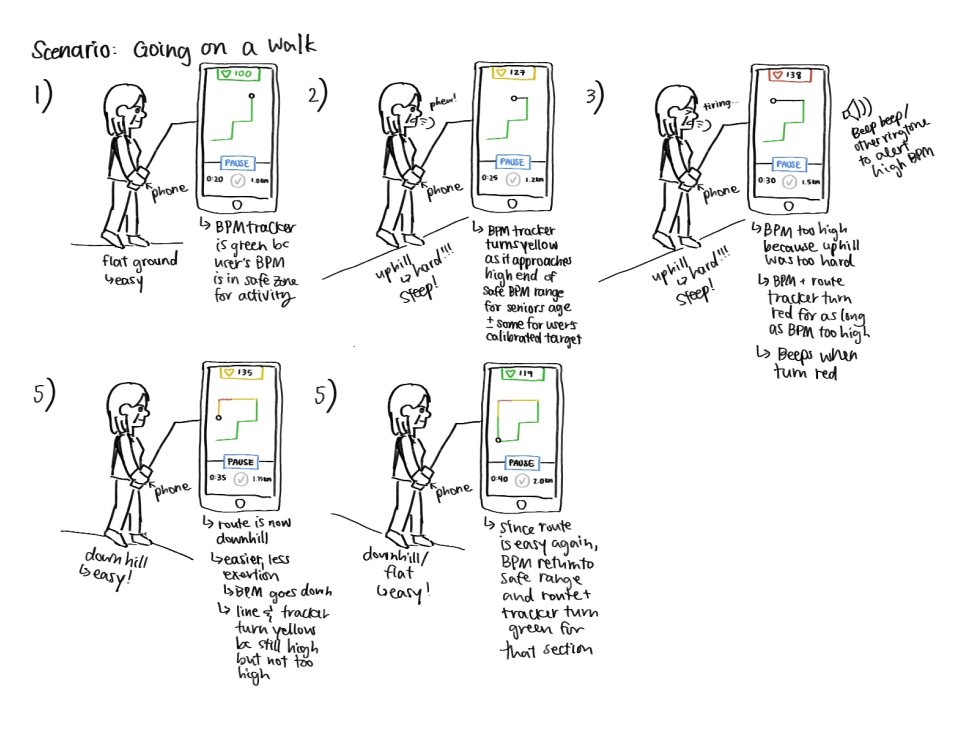 Scenario: Going on a walk
1)
♡ 100
PAUSE
0:20 1.0km
phone
flat ground
↳ easy
↳ BPM tracker
is green bc
user's BPM
is in safe zone
for activity
2)
phew!
♡ 127
PAUSE
0:25 1.2km
phone
uphill
↳ hard!!!
steep!
↳ BPM tracker
turns yellow
as it approaches
high end of
safe BPM range
for seniors age
± same for users
calibrated target
3)
tiring...
♡ 138
PAUSE
0:30 1.5km
phone
Beep beep/
other ringtone
to alert
high BPM
uphill
↳ hard!!!
steep!
↳ BPM too high
because uphill
was too hard
↳ BPM + route
tracker turn
red for as long
as BPM too high
↳ Beeps when
turn red
5)
♡ 135
PAUSE
0:35 1.75km
phone
downhill
↳ easy!
↳ route is now
downhill
↳ easier, less
exertion
↳ BPM goes down
↳ line & tracker
turn yellow
bc still high
but not too
high
5)
♡ 119
PAUSE
0:40 2.0km
phone
downhill/
flat
↳ easy!
↳ since route
is easy again,
BPM return to
safe range
and route +
tracker turn
green for
that section